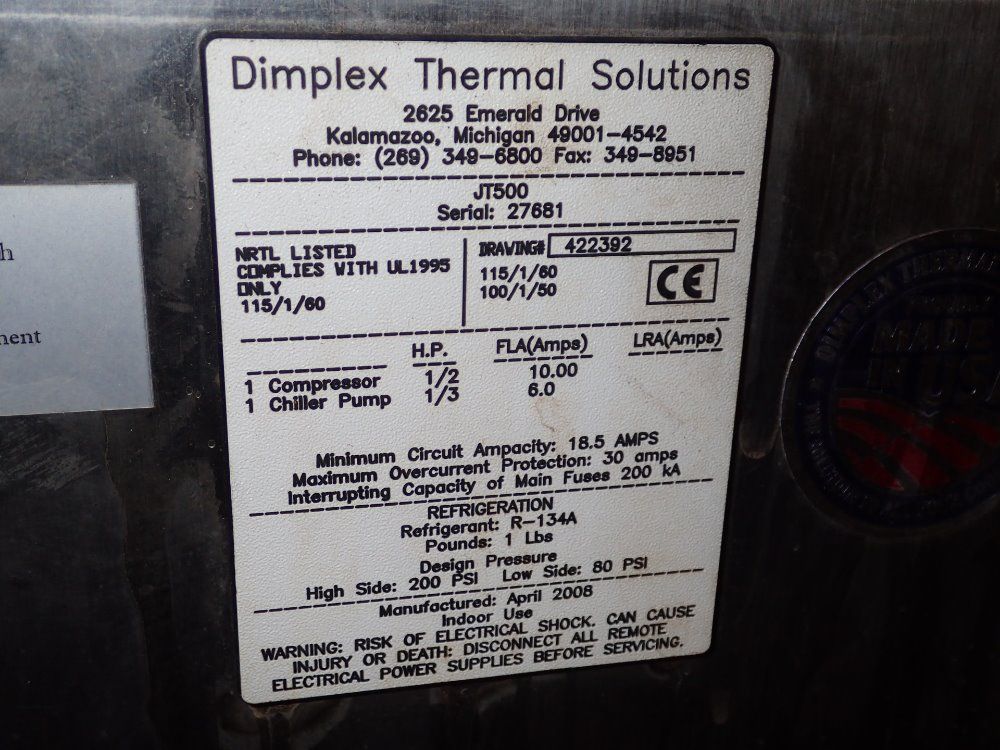 Dimplex Thermal Solutions
2625 Emerald Drive
Kalamazoo, Michigan 49001-4542
Phone: (269) 349-6800 Fax: 349-8951
JT500
Serial: 27681
NRTL LISTED
COMPLIES WITH UL1995
ONLY
115/1/60
DRAWING# 422392
115/1/60
100/1/50
CE
H.P. FLA(Amps) LRA(Amps)
1 Compressor 1/2 10.00
1 Chiller Pump 1/3 6.0
Minimum Circuit Ampacity: 18.5 AMPS
Maximum Overcurrent Protection: 30 amps
Interrupting Capacity of Main Fuses 200 kA
REFRIGERATION
Refrigerant: R-134A
Pounds: 1 Lbs
Design Pressure
High Side: 200 PSI Low Side: 80 PSI
Manufactured: April 2008
Indoor Use
WARNING: RISK OF ELECTRICAL SHOCK. CAN CAUSE
INJURY OR DEATH: DISCONNECT ALL REMOTE
ELECTRICAL POWER SUPPLIES BEFORE SERVICING.
DIMPLEX THERMAL
MADE
IN USA